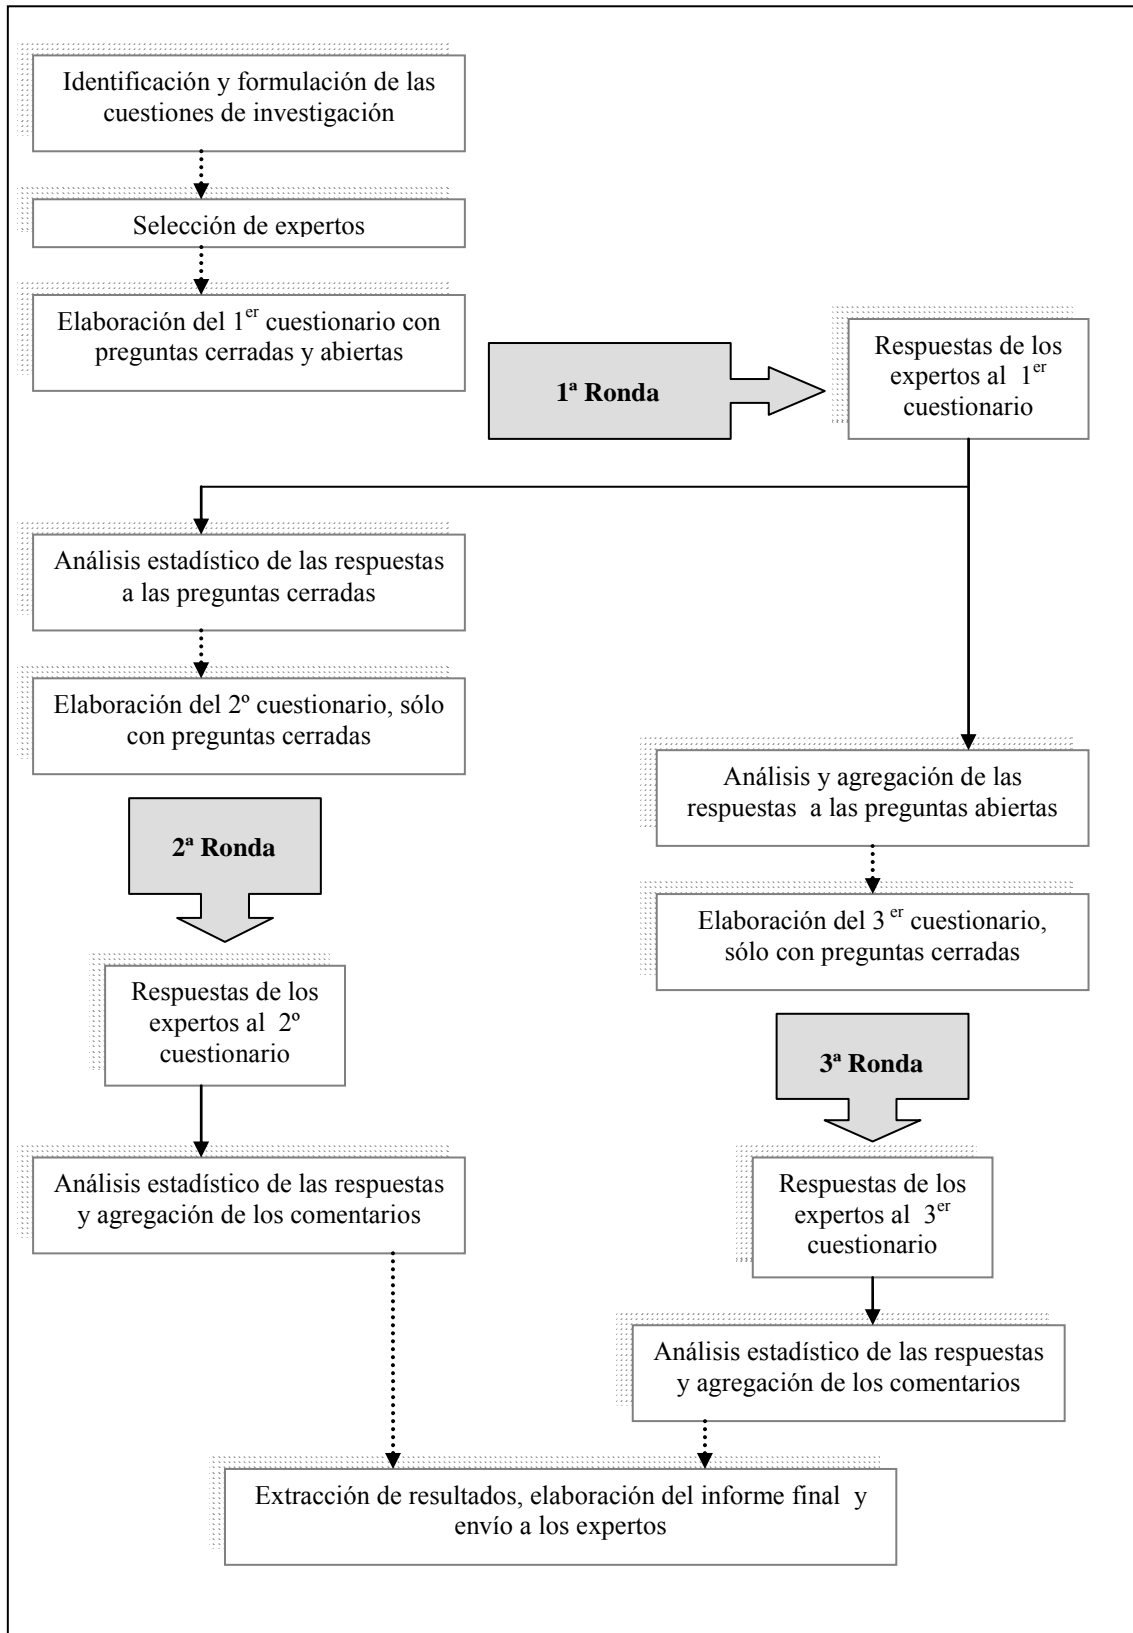 Identificación y formulación de las
cuestiones de investigación
Selección de expertos
Elaboración del 1er cuestionario con
preguntas cerradas y abiertas
1ª Ronda
Respuestas de los
expertos al 1er
cuestionario
Análisis estadístico de las respuestas
a las preguntas cerradas
Elaboración del 2º cuestionario, sólo
con preguntas cerradas
2ª Ronda
Respuestas de los
expertos al 2º
cuestionario
Análisis estadístico de las respuestas
y agregación de los comentarios
Análisis y agregación de las
respuestas a las preguntas abiertas
Elaboración del 3er cuestionario,
sólo con preguntas cerradas
3ª Ronda
Respuestas de los
expertos al 3er
cuestionario
Análisis estadístico de las respuestas
y agregación de los comentarios
Extracción de resultados, elaboración del informe final y
envío a los expertos